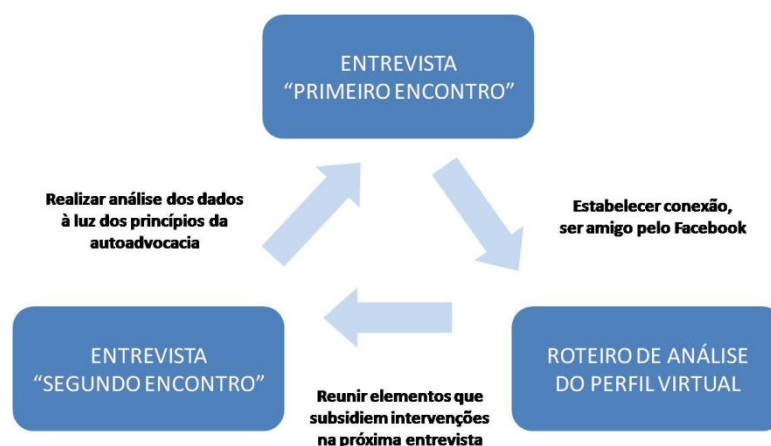 ENTREVISTA
“PRIMEIRO ENCONTRO”
Realizar análise dos dados
à luz dos princípios da
autoadvocacia
Estabelecer conexão,
ser amigo pelo Facebook
ENTREVISTA
“SEGUNDO ENCONTRO”
Reunir elementos que
subsidiem intervenções
na próxima entrevista
ROTEIRO DE ANÁLISE
DO PERFIL VIRTUAL